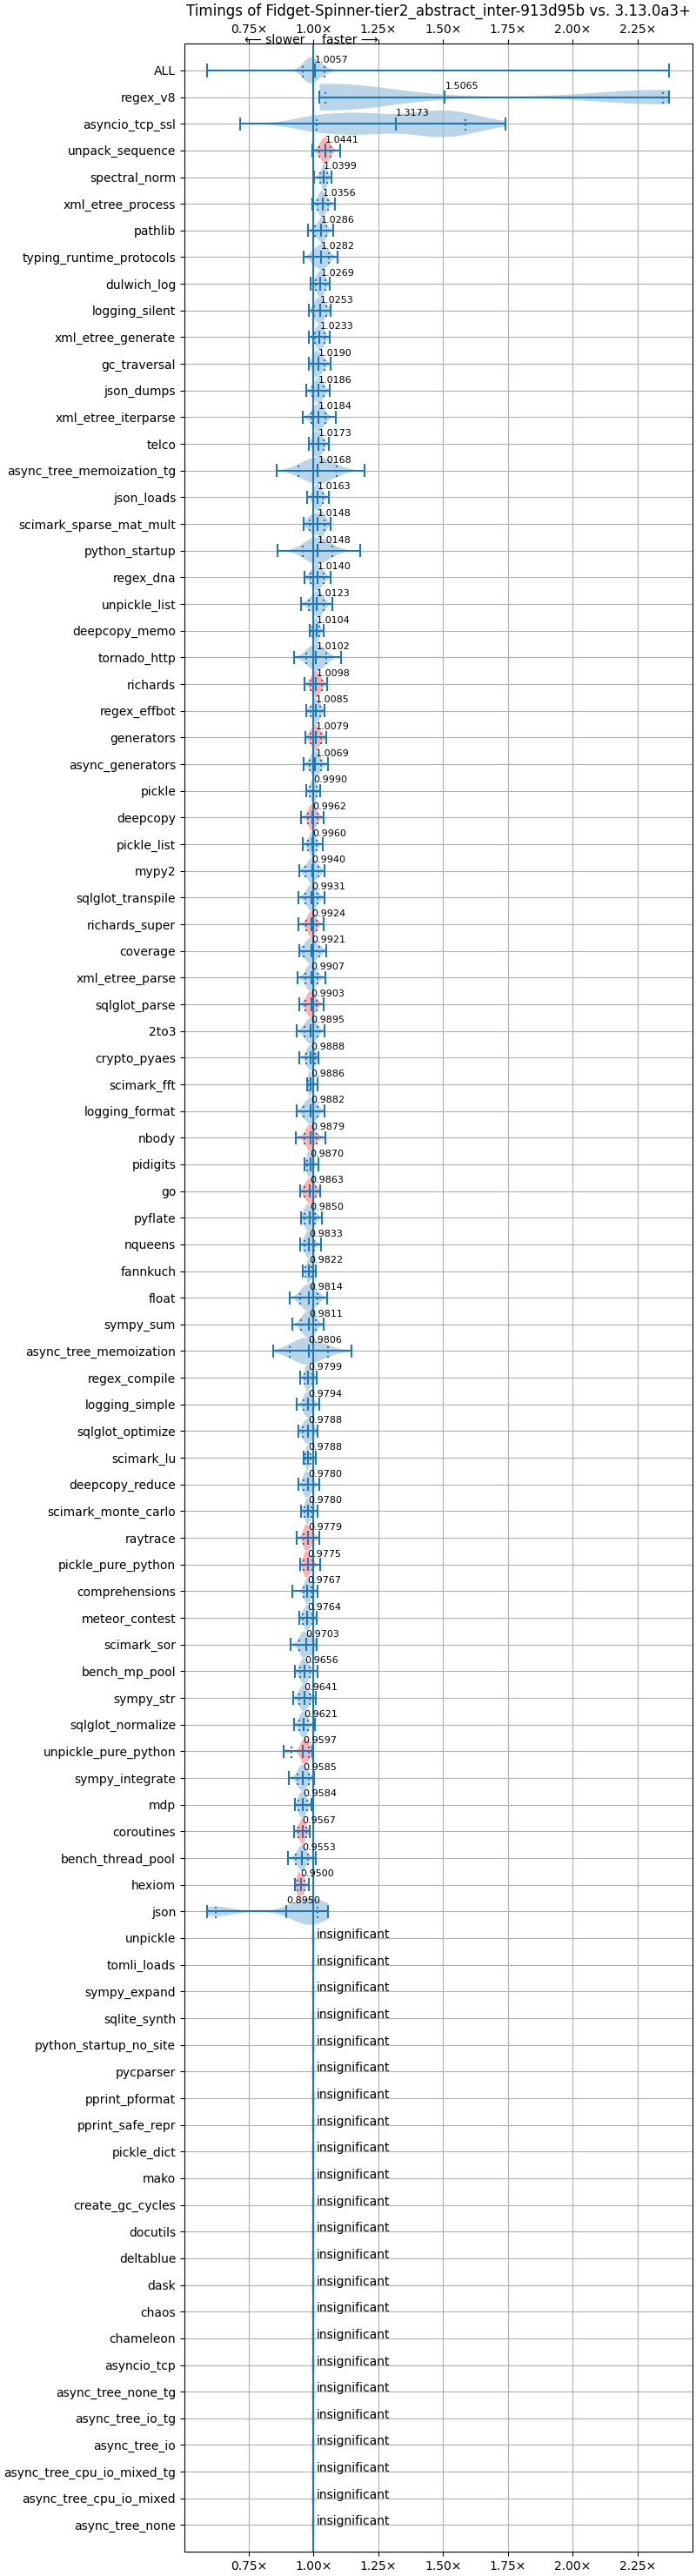 Timings of Fidget-Spinner-tier2_abstract_inter-913d95b vs. 3.13.0a3+
0.75× 1.00× 1.25× 1.50× 1.75× 2.00× 2.25×
⟵ slower faster ⟶
ALL 1.0057
regex_v8 1.5065
asyncio_tcp_ssl 1.3173
unpack_sequence 1.0441
spectral_norm 1.0399
xml_etree_process 1.0356
pathlib 1.0286
typing_runtime_protocols 1.0282
dulwich_log 1.0269
logging_silent 1.0253
xml_etree_generate 1.0233
gc_traversal 1.0190
json_dumps 1.0186
xml_etree_iterparse 1.0184
telco 1.0173
async_tree_memoization_tg 1.0168
json_loads 1.0163
scimark_sparse_mat_mult 1.0148
python_startup 1.0148
regex_dna 1.0140
unpickle_list 1.0123
deepcopy_memo 1.0104
tornado_http 1.0102
richards 1.0098
regex_effbot 1.0085
generators 1.0079
async_generators 1.0069
pickle 0.9990
deepcopy 0.9962
pickle_list 0.9960
mypy2 0.9940
sqlglot_transpile 0.9931
richards_super 0.9924
coverage 0.9921
xml_etree_parse 0.9907
sqlglot_parse 0.9903
2to3 0.9895
crypto_pyaes 0.9888
scimark_fft 0.9886
logging_format 0.9882
nbody 0.9879
pidigits 0.9870
go 0.9863
pyflate 0.9850
nqueens 0.9833
fannkuch 0.9822
float 0.9814
sympy_sum 0.9811
async_tree_memoization 0.9806
regex_compile 0.9799
logging_simple 0.9794
sqlglot_optimize 0.9788
scimark_lu 0.9788
deepcopy_reduce 0.9780
scimark_monte_carlo 0.9780
raytrace 0.9779
pickle_pure_python 0.9775
comprehensions 0.9767
meteor_contest 0.9764
scimark_sor 0.9703
bench_mp_pool 0.9656
sympy_str 0.9641
sqlglot_normalize 0.9621
unpickle_pure_python 0.9597
sympy_integrate 0.9585
mdp 0.9584
coroutines 0.9567
bench_thread_pool 0.9553
hexiom 0.9500
json 0.8950
unpickle insignificant
tomli_loads insignificant
sympy_expand insignificant
sqlite_synth insignificant
python_startup_no_site insignificant
pycparser insignificant
pprint_pformat insignificant
pprint_safe_repr insignificant
pickle_dict insignificant
mako insignificant
create_gc_cycles insignificant
docutils insignificant
deltablue insignificant
dask insignificant
chaos insignificant
chameleon insignificant
asyncio_tcp insignificant
async_tree_none_tg insignificant
async_tree_io_tg insignificant
async_tree_io insignificant
async_tree_cpu_io_mixed_tg insignificant
async_tree_cpu_io_mixed insignificant
async_tree_none insignificant
0.75× 1.00× 1.25× 1.50× 1.75× 2.00× 2.25×